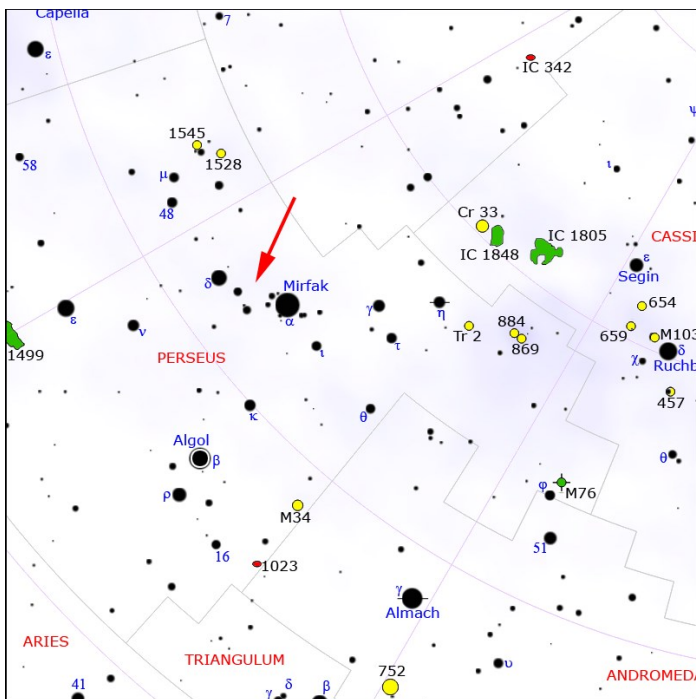 Capella
7
ε
IC 342
ψ
1545
1528
58
μ
ι
48
Cr 33
IC 1848
IC 1805
CASSI
ε
Segin
δ
Mirfak
α
γ
η
654
ε
ν
ι
τ
Tr 2
884
869
659
M103
δ
1499
PERSEUS
χ
Ruchb
457
κ
θ
Algol
β
θ
ρ
φ
M76
M34
16
1023
51
γ
Almach
ARIES
TRIANGULUM
υ
ANDROMEDA
752
41
γ
δ
β